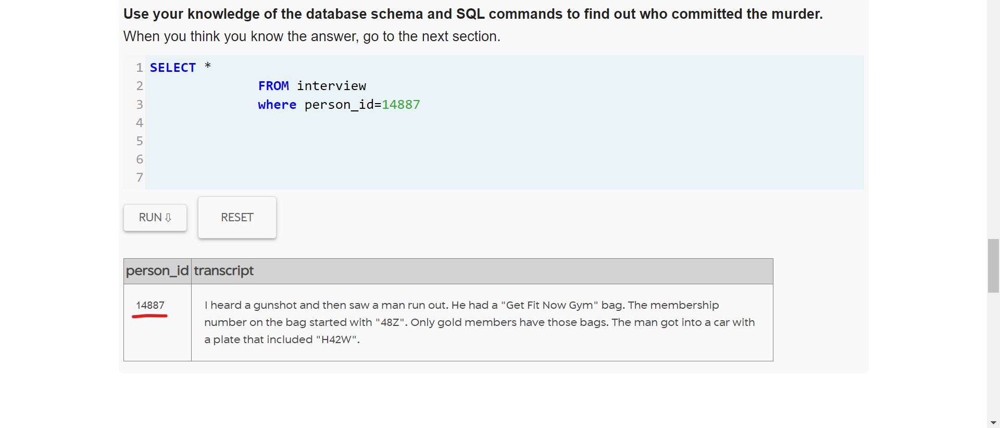 Use your knowledge of the database schema and SQL commands to find out who committed the murder.
When you think you know the answer, go to the next section.
1 SELECT *
2 FROM interview
3 where person_id=14887
4
5
6
7
RUN ⇩ RESET
person_id transcript
14887 I heard a gunshot and then saw a man run out. He had a "Get Fit Now Gym" bag. The membership
number on the bag started with "48Z". Only gold members have those bags. The man got into a car with
a plate that included "H42W".